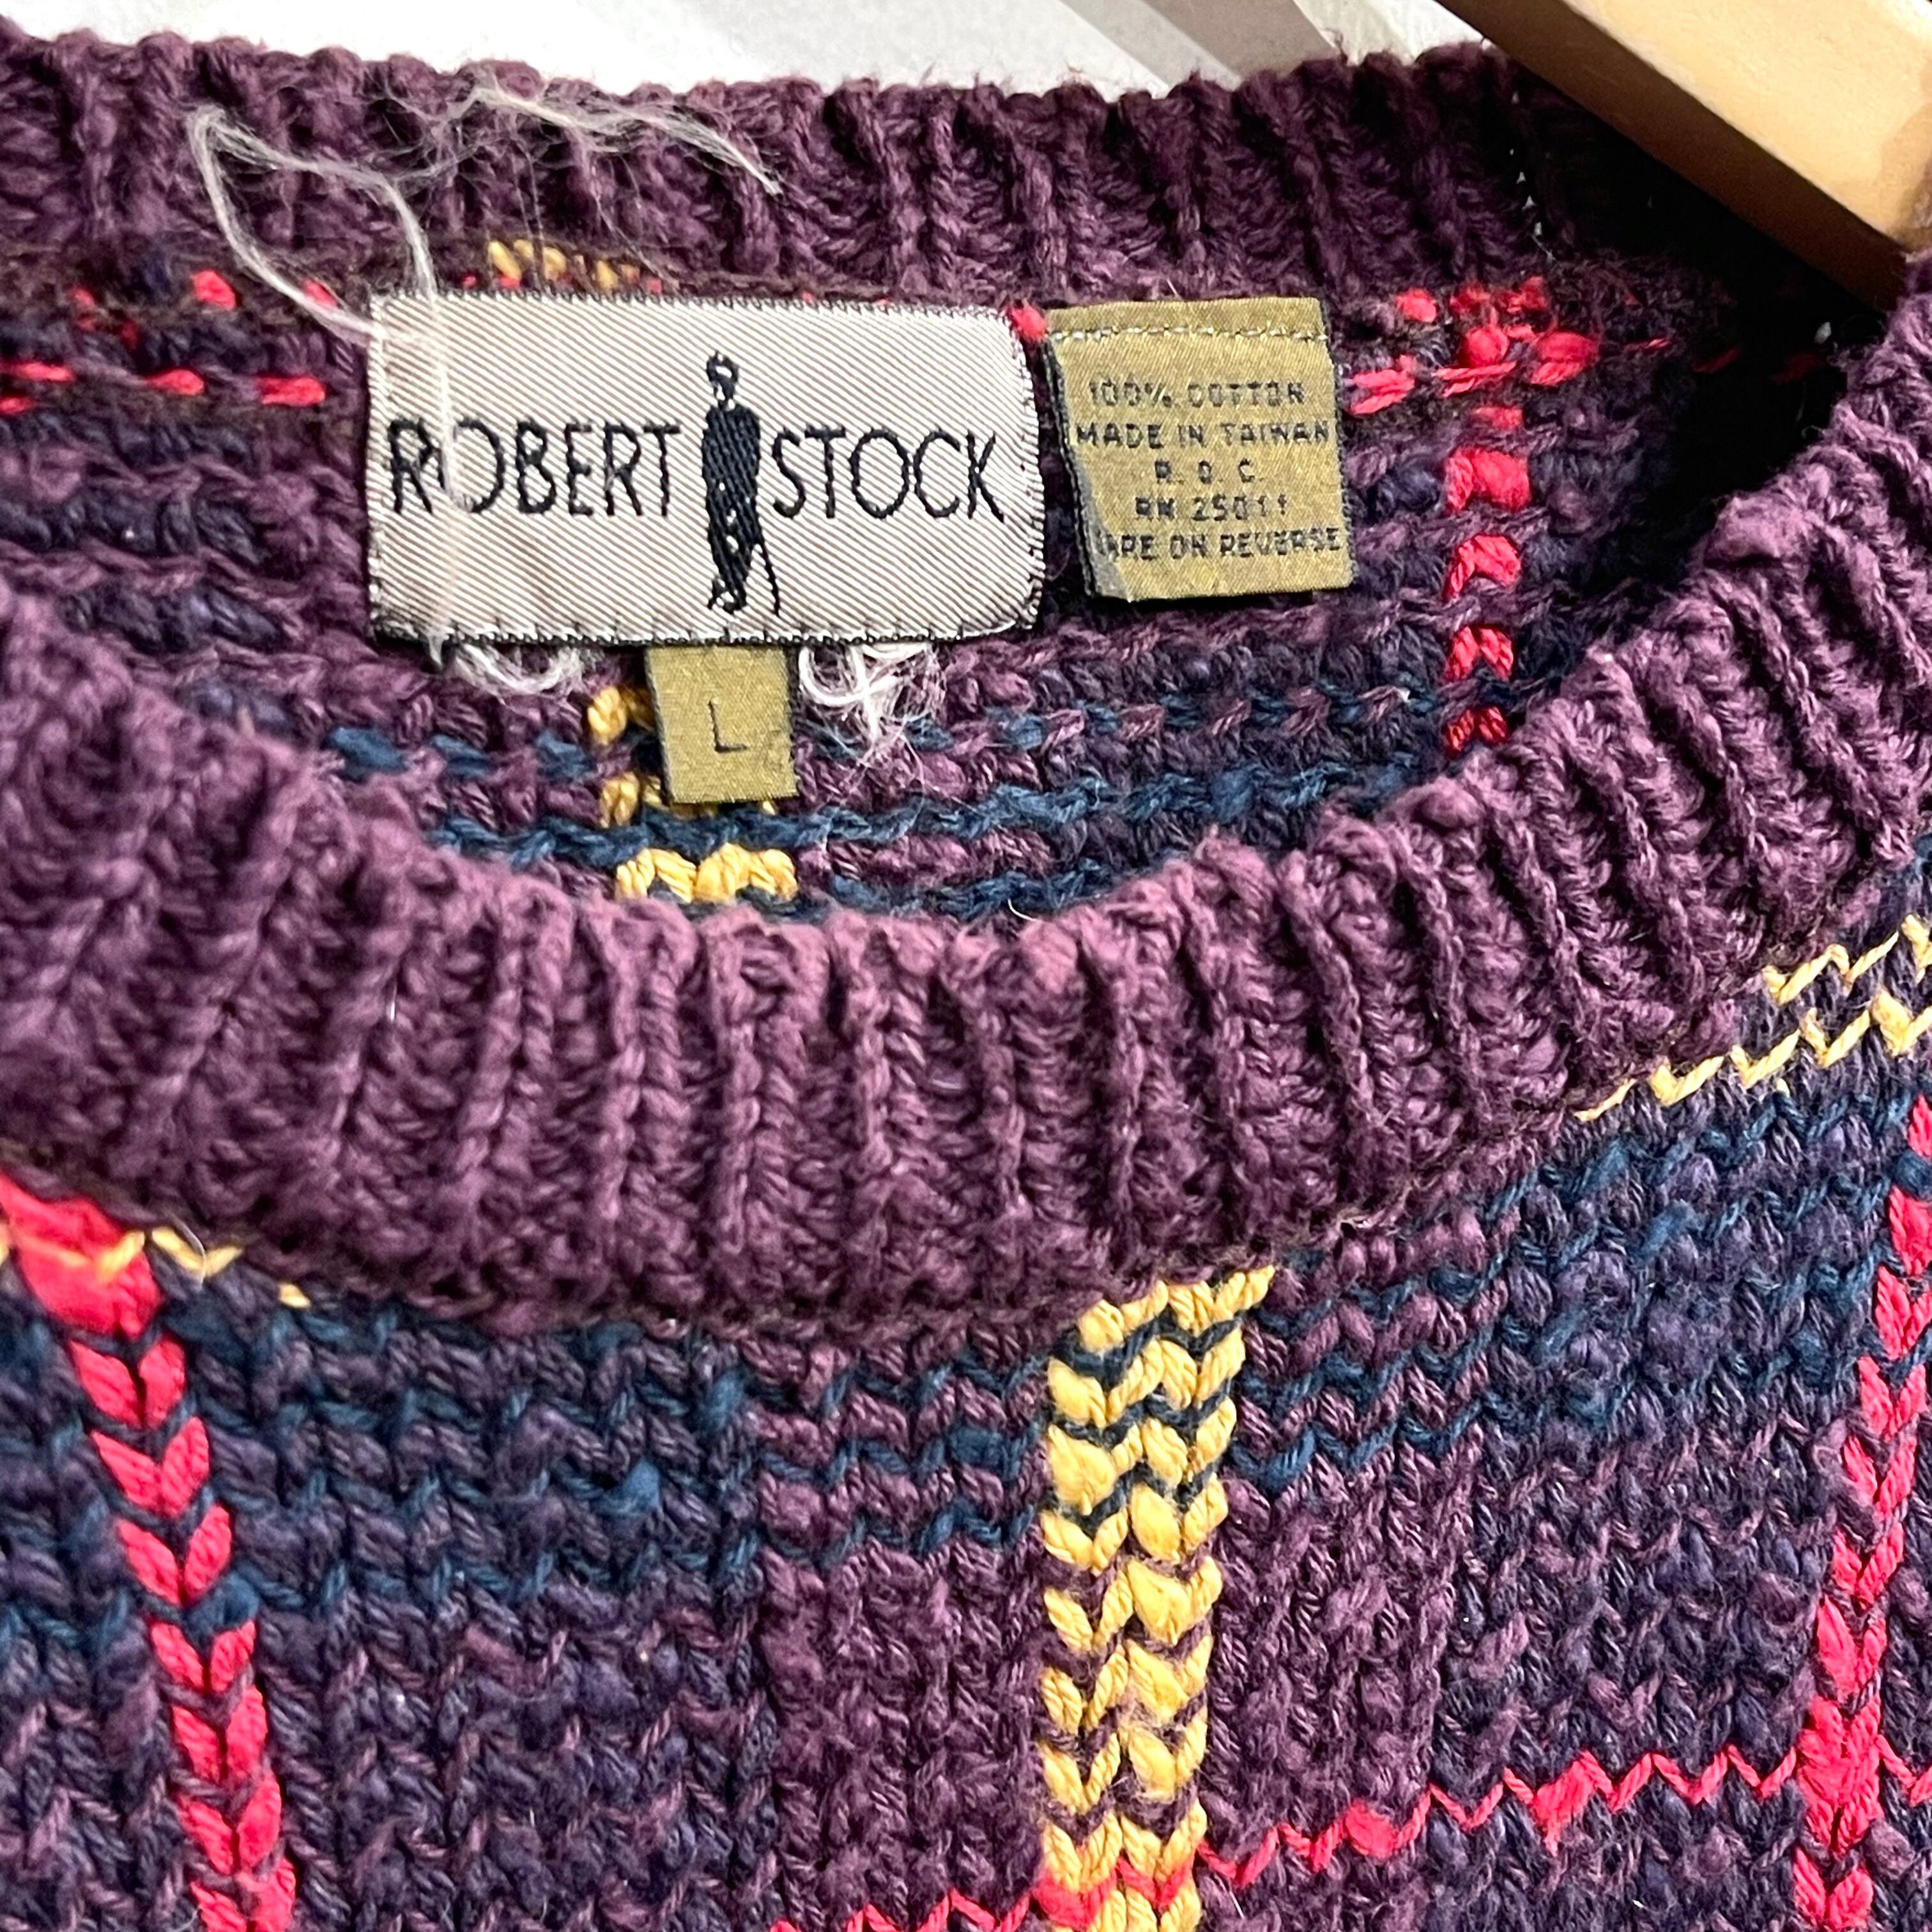 ROBERT STOCK
100% COTTON
MADE IN TAIWAN
R. O. C.
RN 25011
CARE ON REVERSE
L